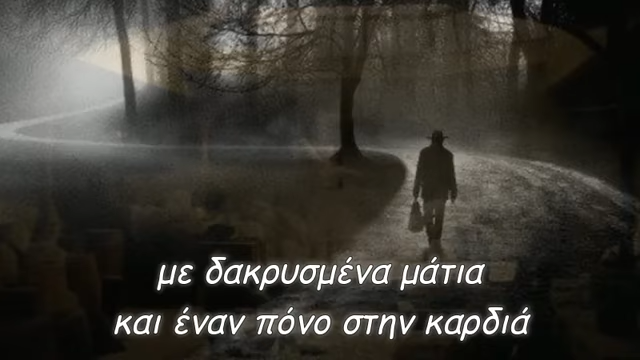 με δακρυσμένα μάτια
και έναν πόνο στην καρδιά